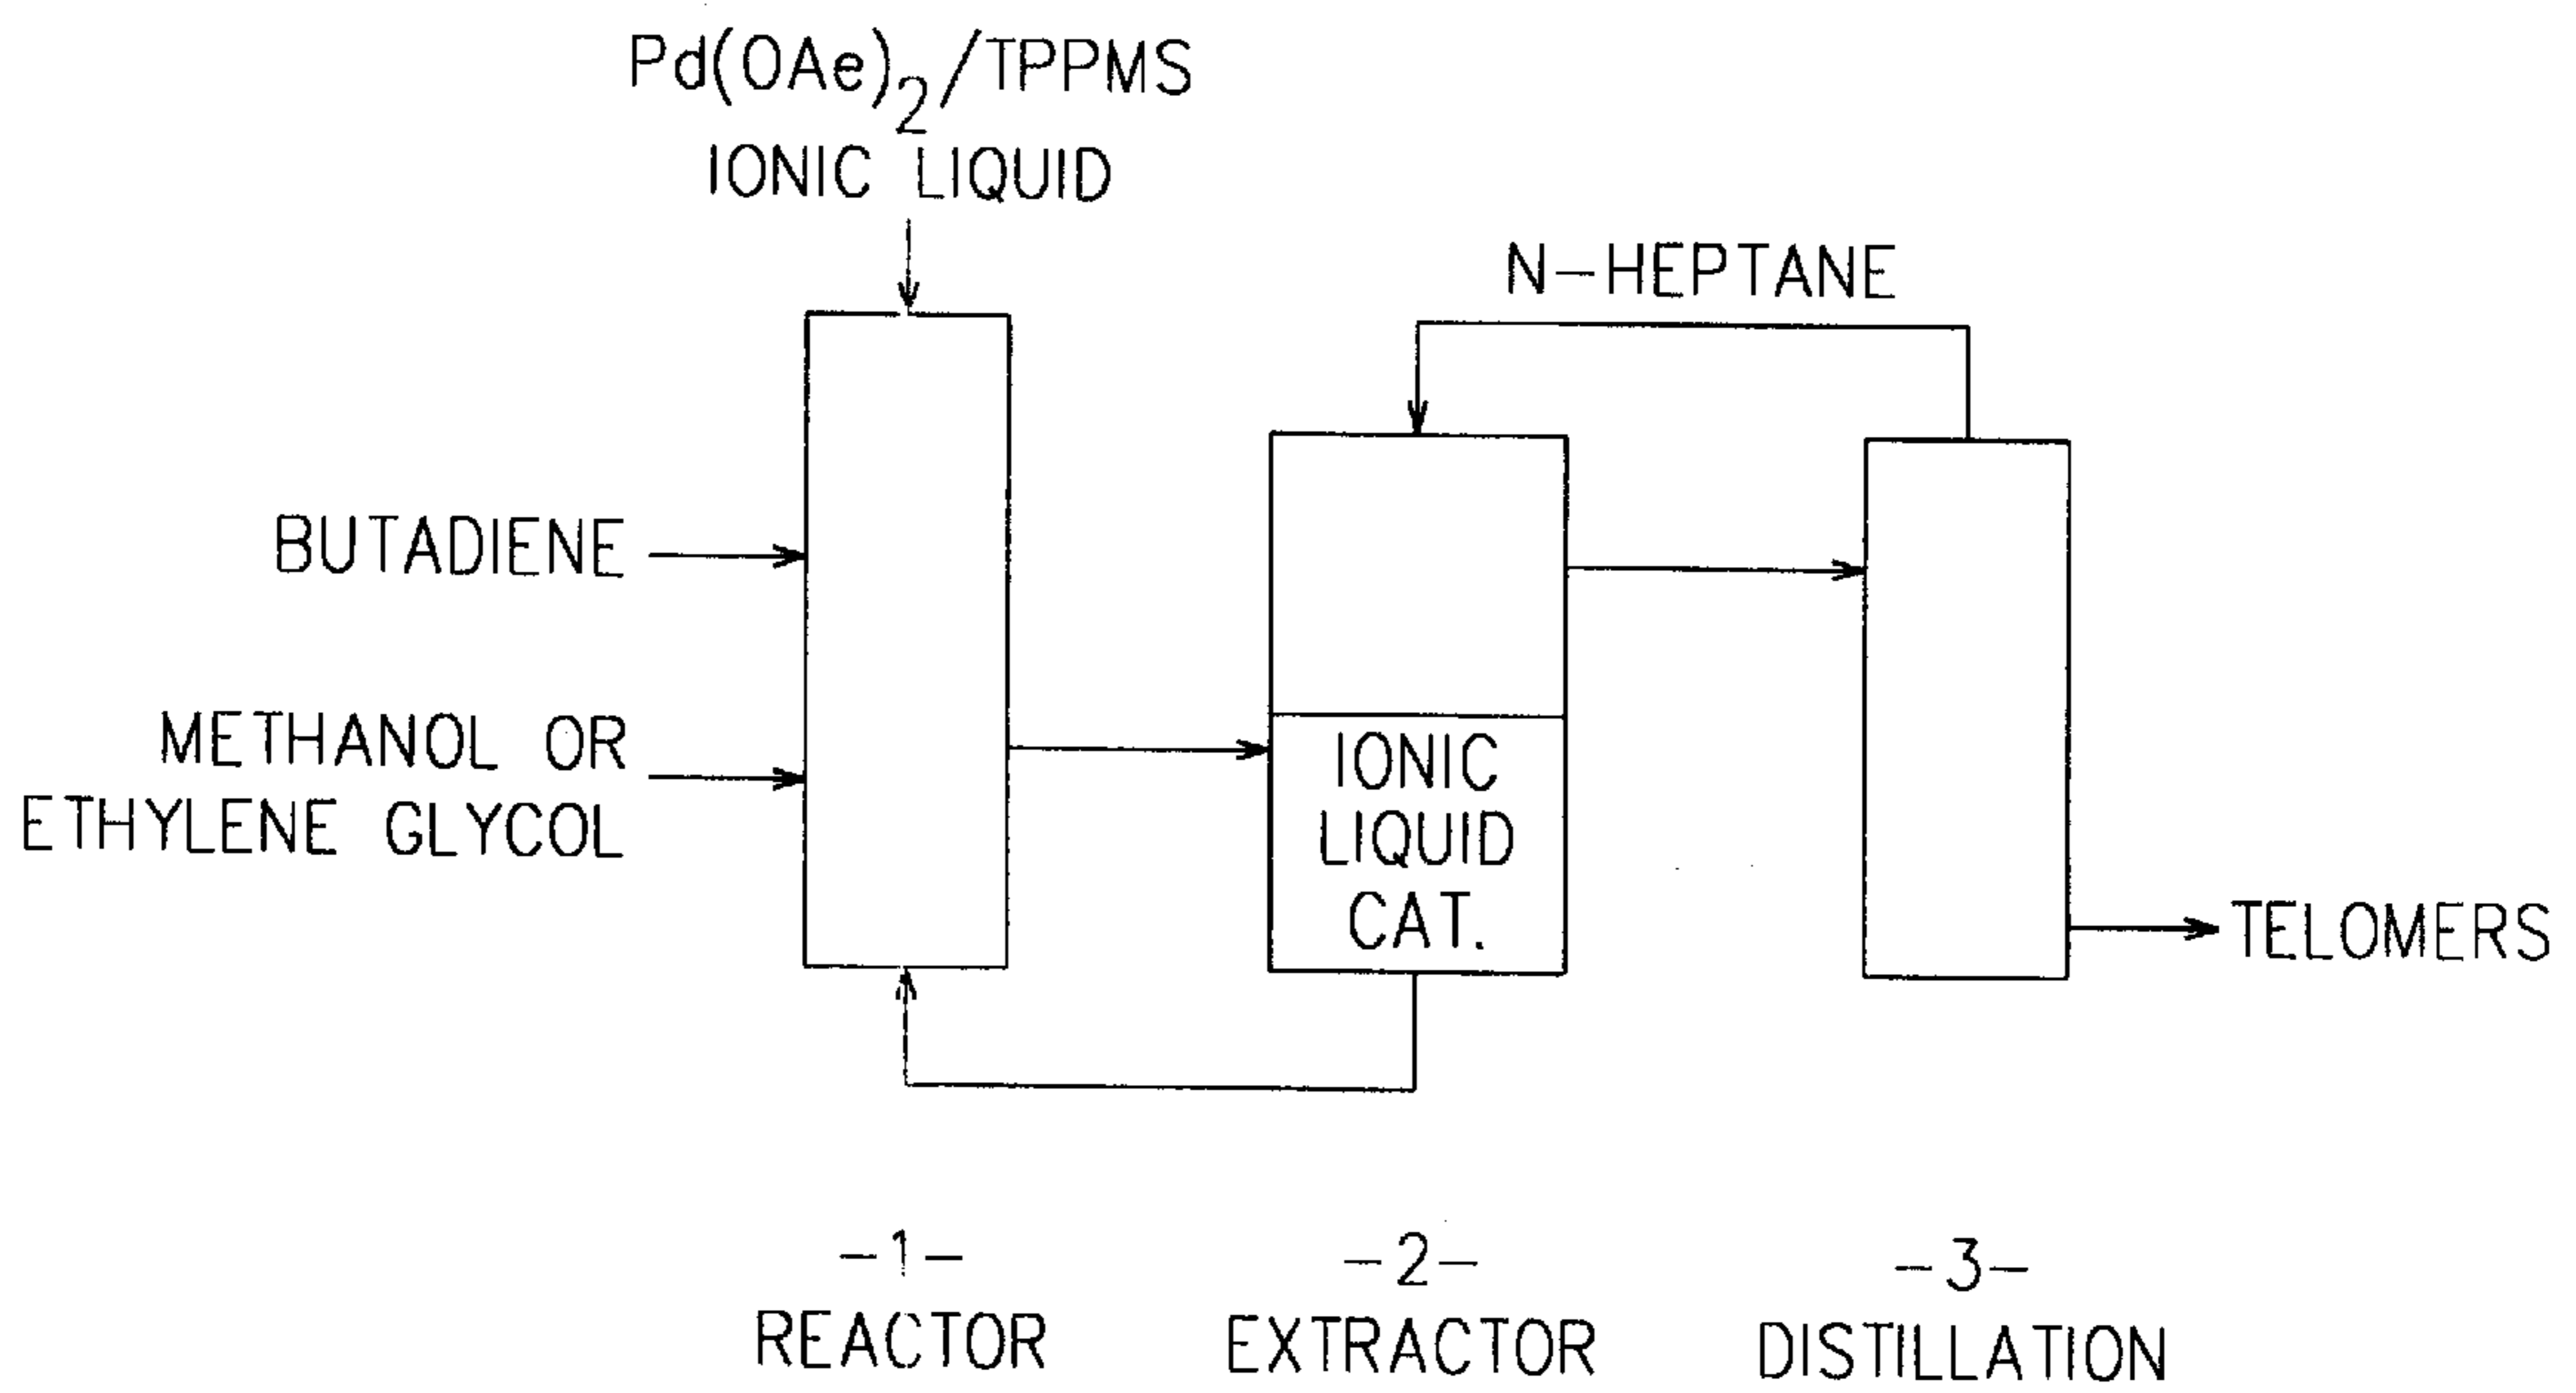 Pd(OAe)2/TPPMS
IONIC LIQUID
N-HEPTANE
BUTADIENE
METHANOL OR
ETHYLENE GLYCOL
IONIC
LIQUID
CAT.
TELOMERS
-1-
REACTOR
-2-
EXTRACTOR
-3-
DISTILLATION